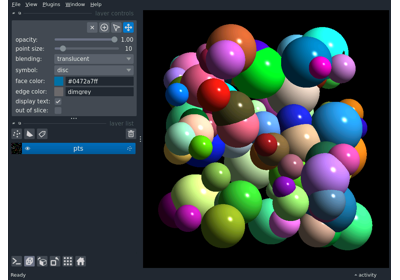 File View Plugins Window Help
layer controls
opacity: 1.00
point size: 10
blending: translucent
symbol: disc
face color: #0472a7ff
edge color: dimgrey
display text:
out of slice:
layer list
pts
Ready
activity